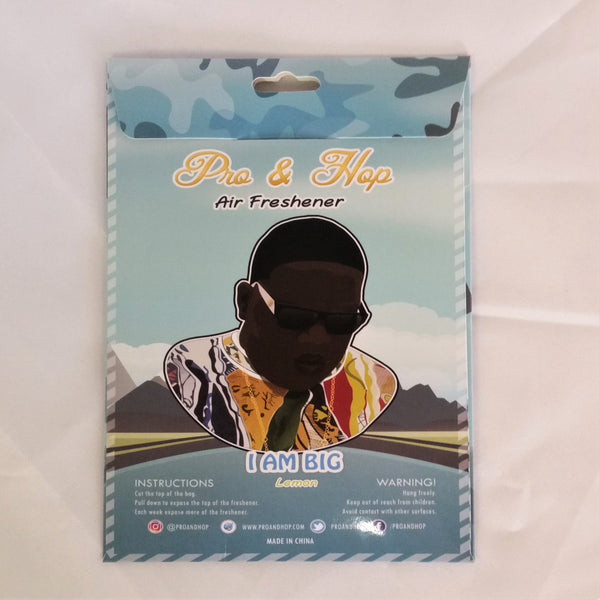 Pro & Hop
Air Freshener
I AM BIG
Lemon
INSTRUCTIONS
Cut the top of the bag.
Pull down to expose the top of the freshener.
Each week expose more of the freshener.
WARNING!
Hang freely.
Keep out of reach from children.
Avoid contact with other surfaces.
@PROANDHOP WWW.PROANDHOP.COM /PROANDHOP
MADE IN CHINA